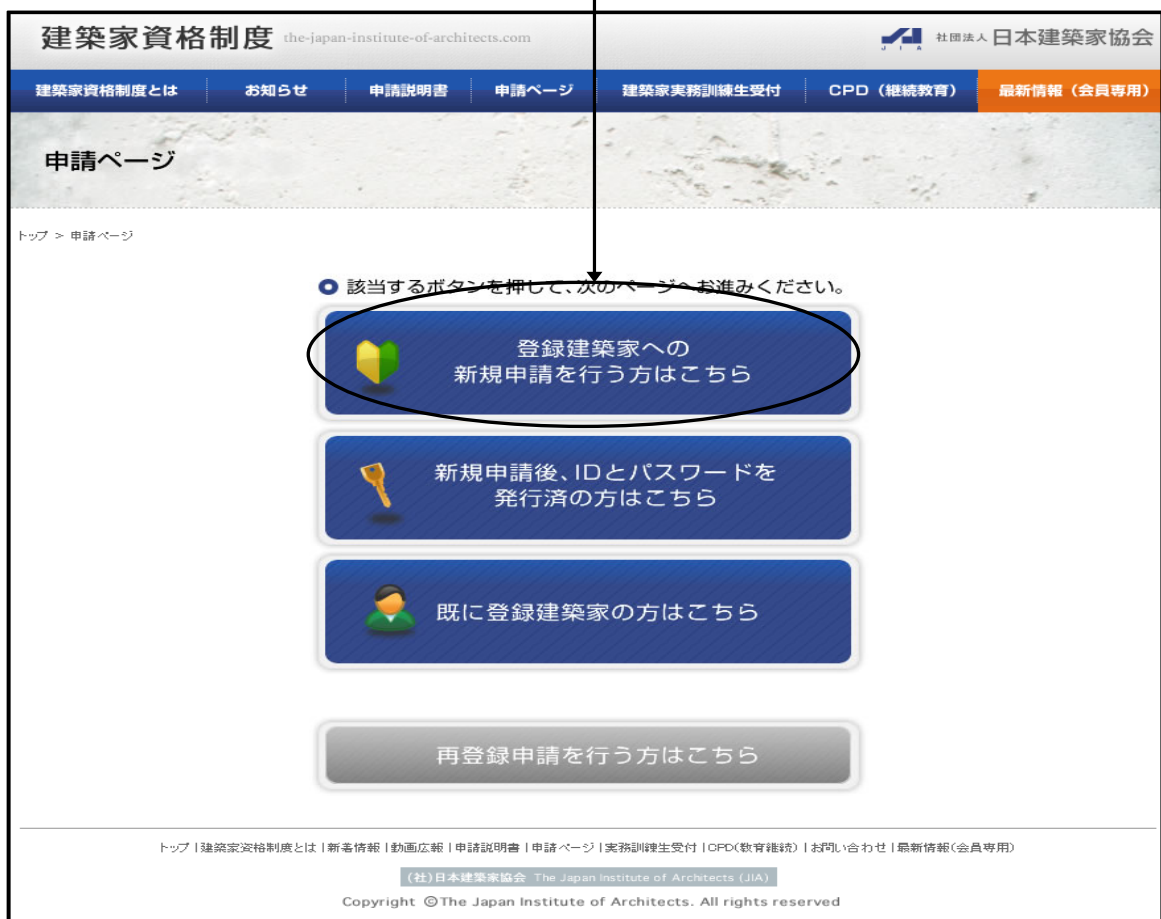 建築家資格制度 the-japan-institute-of-architects.com
JIA 社団法人 日本建築家協会
建築家資格制度とは お知らせ 申請説明書 申請ページ 建築家実務訓練生受付 CPD（継続教育） 最新情報（会員専用）
申請ページ
トップ > 申請ページ
該当するボタンを押して、次のページへお進みください。
登録建築家への
新規申請を行う方はこちら
新規申請後、IDとパスワードを
発行済の方はこちら
既に登録建築家の方はこちら
再登録申請を行う方はこちら
トップ | 建築家資格制度とは | 新着情報 | 動画広報 | 申請説明書 | 申請ページ | 実務訓練生受付 | CPD(教育継続) | お問い合わせ | 最新情報(会員専用)
(社)日本建築家協会 The Japan Institute of Architects (JIA)
Copyright ©The Japan Institute of Architects. All rights reserved